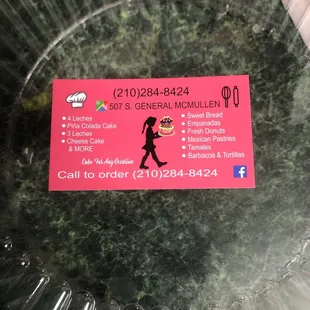 (210)284-8424
507 S. GENERAL MCMULLEN
4 Leches
Piña Colada Cake
3 Leches
Cheese Cake
& MORE
Sweet Bread
Empanadas
Fresh Donuts
Mexican Pastries
Tamales
Barbacoa & Tortillas
Cake For Any Occasion
Call to order (210)284-8424
f